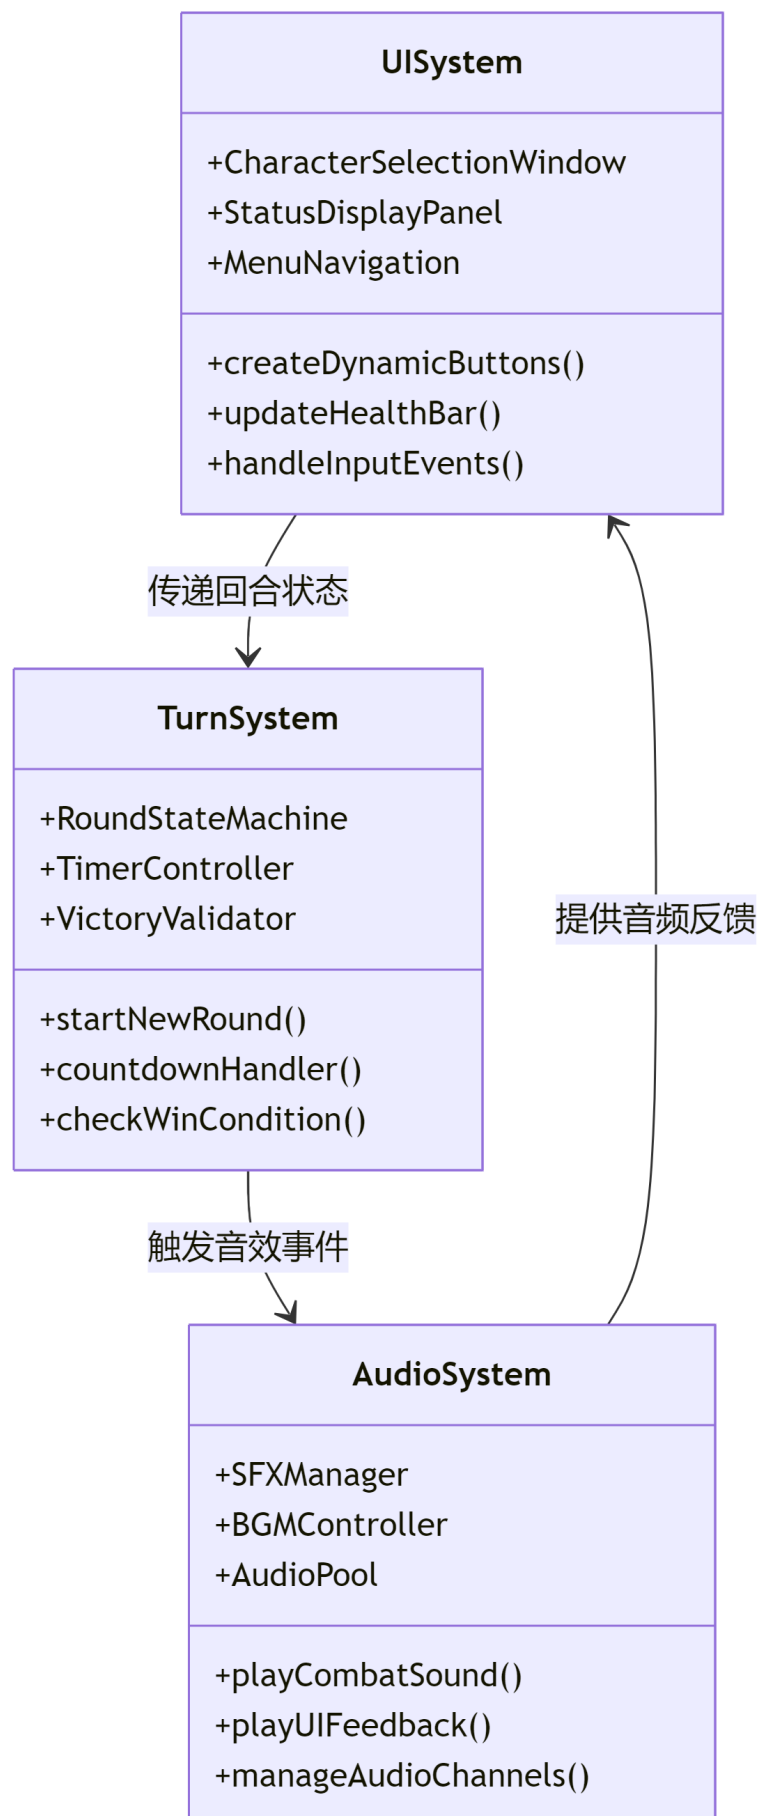 UISystem
+CharacterSelectionWindow
+StatusDisplayPanel
+MenuNavigation
+createDynamicButtons()
+updateHealthBar()
+handleInputEvents()
传递回合状态
TurnSystem
+RoundStateMachine
+TimerController
+VictoryValidator
+startNewRound()
+countdownHandler()
+checkWinCondition()
提供音频反馈
触发音效事件
AudioSystem
+SFXManager
+BGMController
+AudioPool
+playCombatSound()
+playUIFeedback()
+manageAudioChannels()